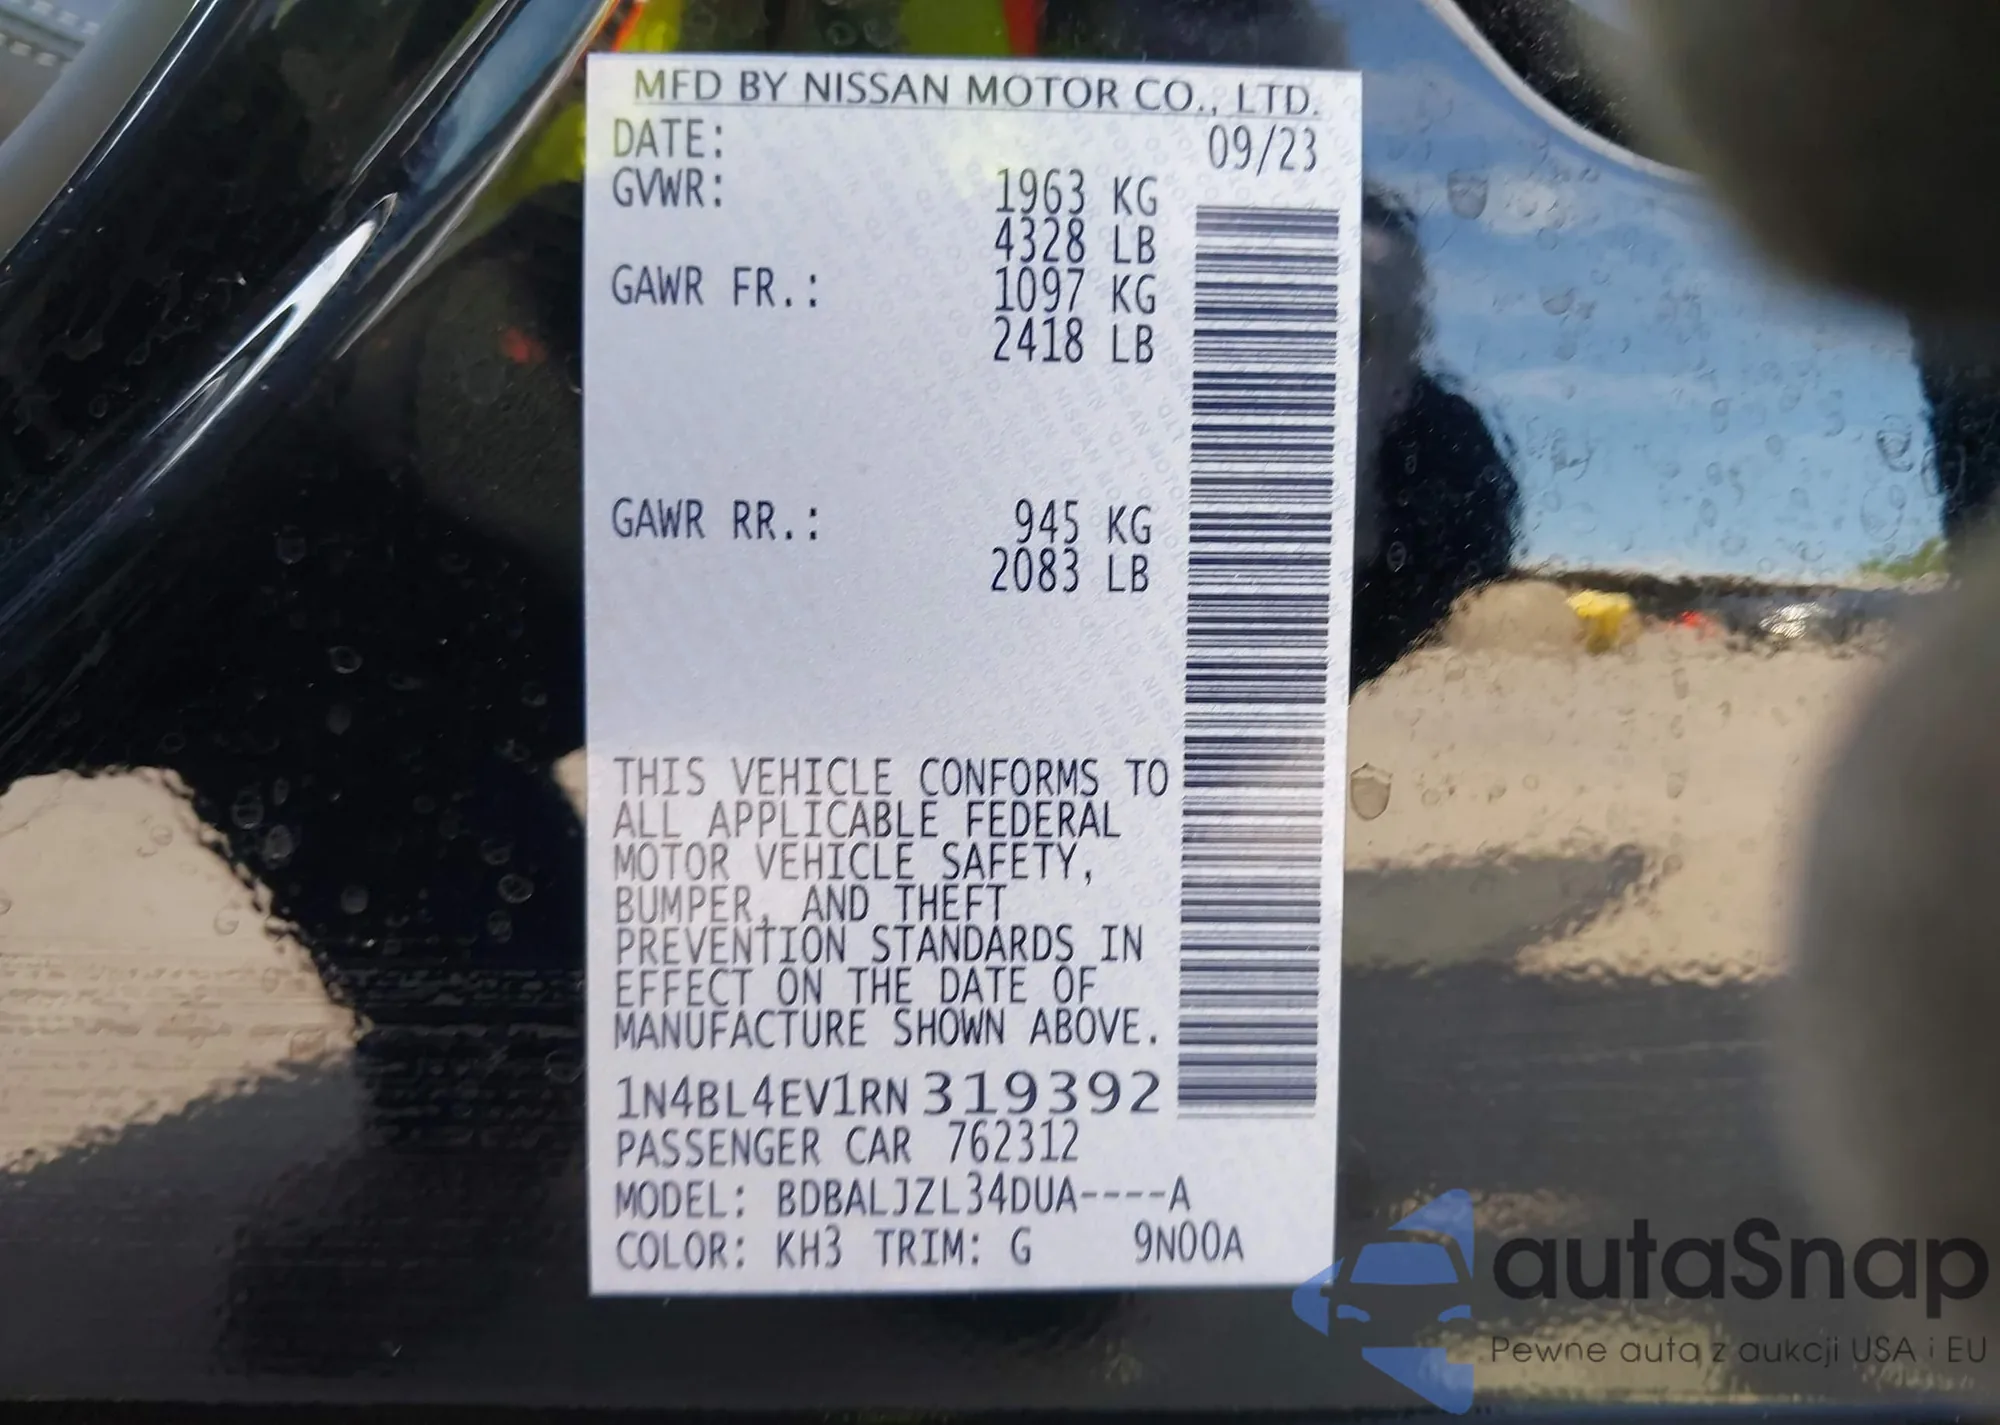 MFD BY NISSAN MOTOR CO., LTD.
DATE: 09/23
GVWR: 1963 KG
4328 LB
GAWR FR.: 1097 KG
2418 LB
GAWR RR.: 945 KG
2083 LB
THIS VEHICLE CONFORMS TO
ALL APPLICABLE FEDERAL
MOTOR VEHICLE SAFETY,
BUMPER, AND THEFT
PREVENTION STANDARDS IN
EFFECT ON THE DATE OF
MANUFACTURE SHOWN ABOVE.
1N4BL4EV1RN319392
PASSENGER CAR 762312
MODEL: BDBALJZL34DUA----A
COLOR: KH3 TRIM: G 9N00A
autaSnap
Pewne auta z aukcji USA i EU